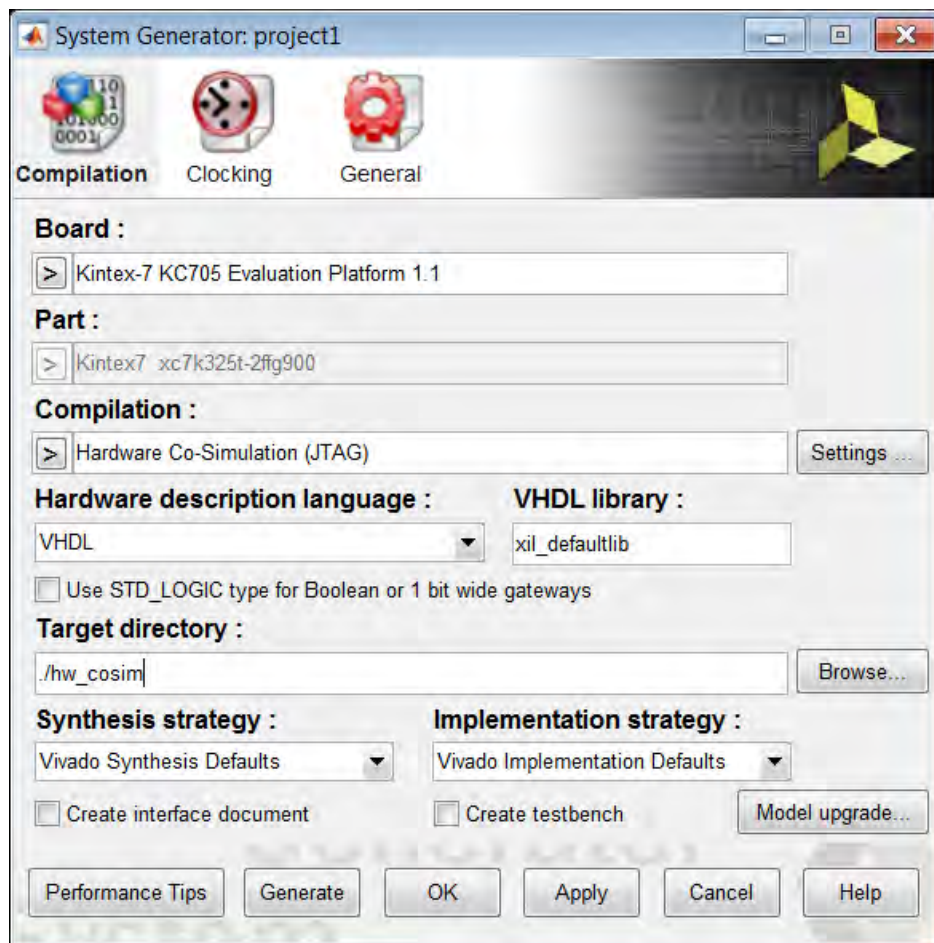 System Generator: project1
Compilation Clocking General
Board :
> Kintex-7 KC705 Evaluation Platform 1.1
Part :
> Kintex7 xc7k325t-2ffg900
Compilation :
> Hardware Co-Simulation (JTAG) Settings ...
Hardware description language : VHDL library :
VHDL xil_defaultlib
Use STD_LOGIC type for Boolean or 1 bit wide gateways
Target directory :
./hw_cosim Browse...
Synthesis strategy : Implementation strategy :
Vivado Synthesis Defaults Vivado Implementation Defaults
Create interface document Create testbench Model upgrade...
Performance Tips Generate OK Apply Cancel Help